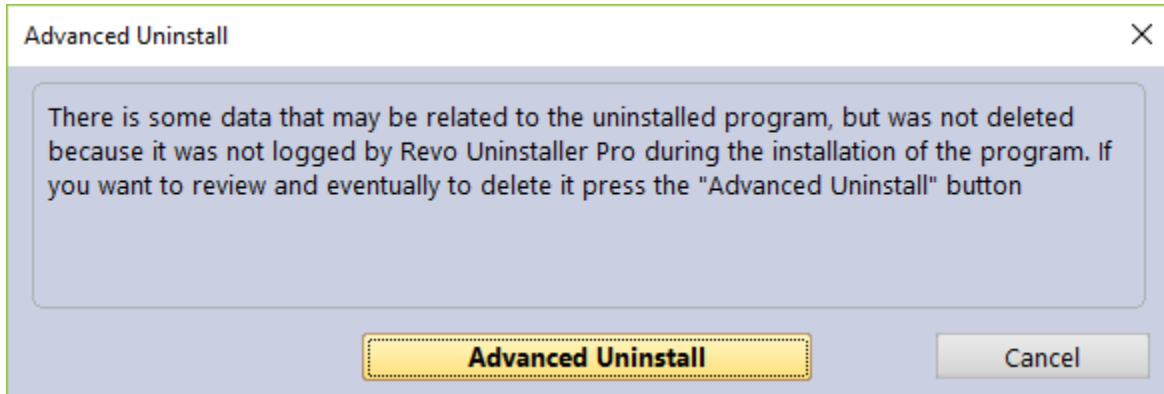 Advanced Uninstall
There is some data that may be related to the uninstalled program, but was not deleted
because it was not logged by Revo Uninstaller Pro during the installation of the program. If
you want to review and eventually to delete it press the "Advanced Uninstall" button
Advanced Uninstall
Cancel